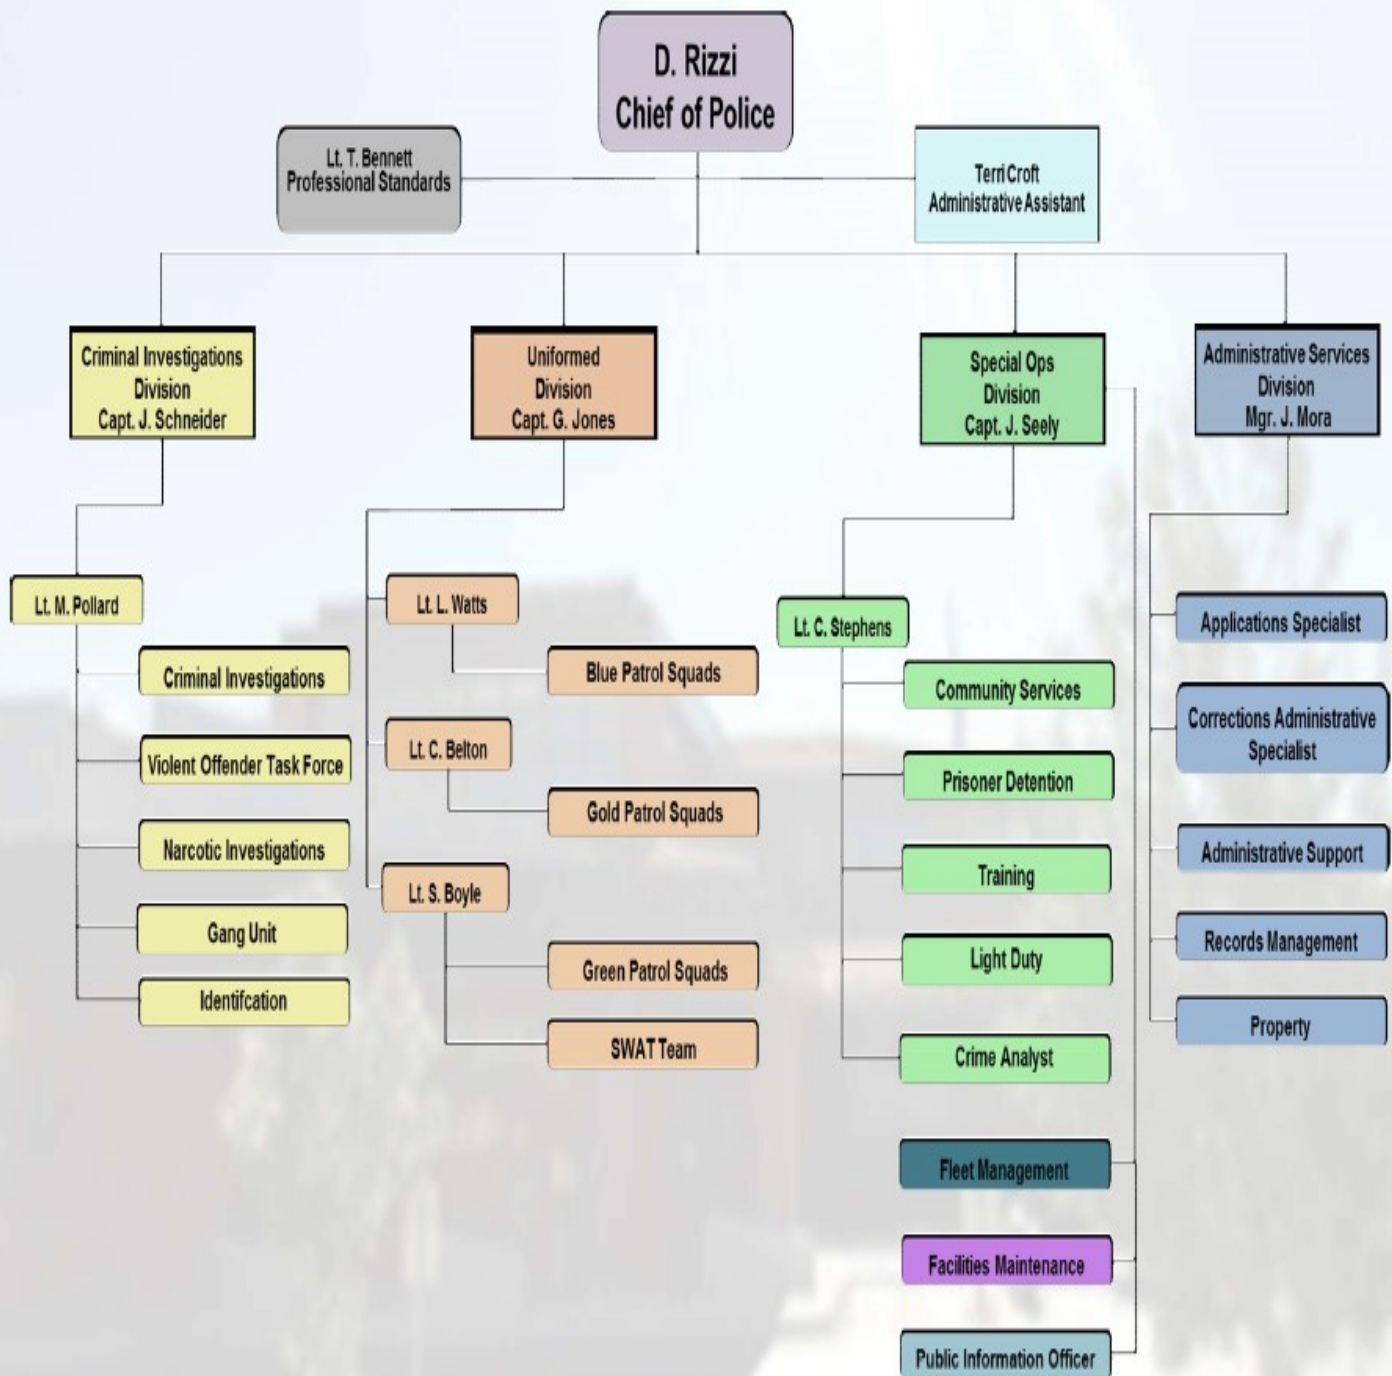 D. Rizzi
Chief of Police
Lt. T. Bennett
Professional Standards
Terri Croft
Administrative Assistant
Criminal Investigations
Division
Capt. J. Schneider
Uniformed
Division
Capt. G. Jones
Special Ops
Division
Capt. J. Seely
Administrative Services
Division
Mgr. J. Mora
Lt. M. Pollard
Criminal Investigations
Violent Offender Task Force
Narcotic Investigations
Gang Unit
Identifcation
Lt. L. Watts
Blue Patrol Squads
Lt. C. Belton
Gold Patrol Squads
Lt. S. Boyle
Green Patrol Squads
SWAT Team
Lt. C. Stephens
Community Services
Prisoner Detention
Training
Light Duty
Crime Analyst
Fleet Management
Facilities Maintenance
Public Information Officer
Applications Specialist
Corrections Administrative
Specialist
Administrative Support
Records Management
Property